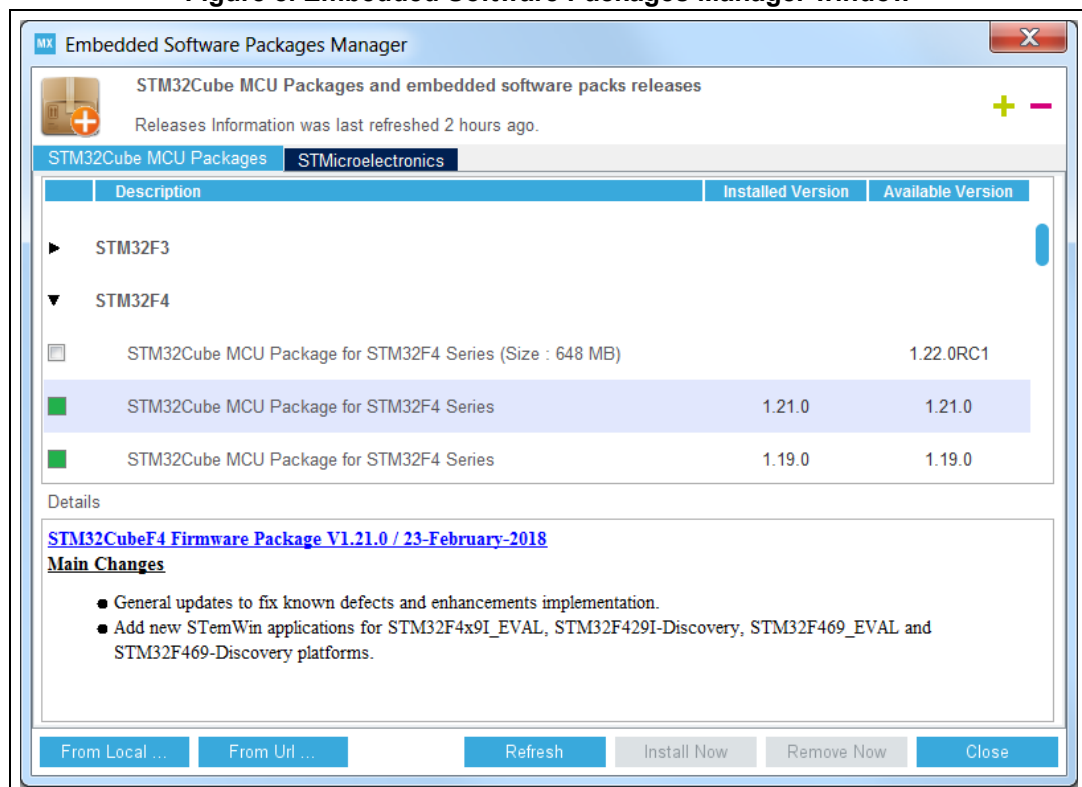 MX Embedded Software Packages Manager
X
STM32Cube MCU Packages and embedded software packs releases
Releases Information was last refreshed 2 hours ago.
STM32Cube MCU Packages STMicroelectronics
Description Installed Version Available Version
STM32F3
STM32F4
STM32Cube MCU Package for STM32F4 Series (Size : 648 MB) 1.22.0RC1
STM32Cube MCU Package for STM32F4 Series 1.21.0 1.21.0
STM32Cube MCU Package for STM32F4 Series 1.19.0 1.19.0
Details
STM32CubeF4 Firmware Package V1.21.0 / 23-February-2018
Main Changes
General updates to fix known defects and enhancements implementation.
Add new STemWin applications for STM32F4x9I_EVAL, STM32F429I-Discovery, STM32F469_EVAL and
STM32F469-Discovery platforms.
From Local ... From Url ... Refresh Install Now Remove Now Close